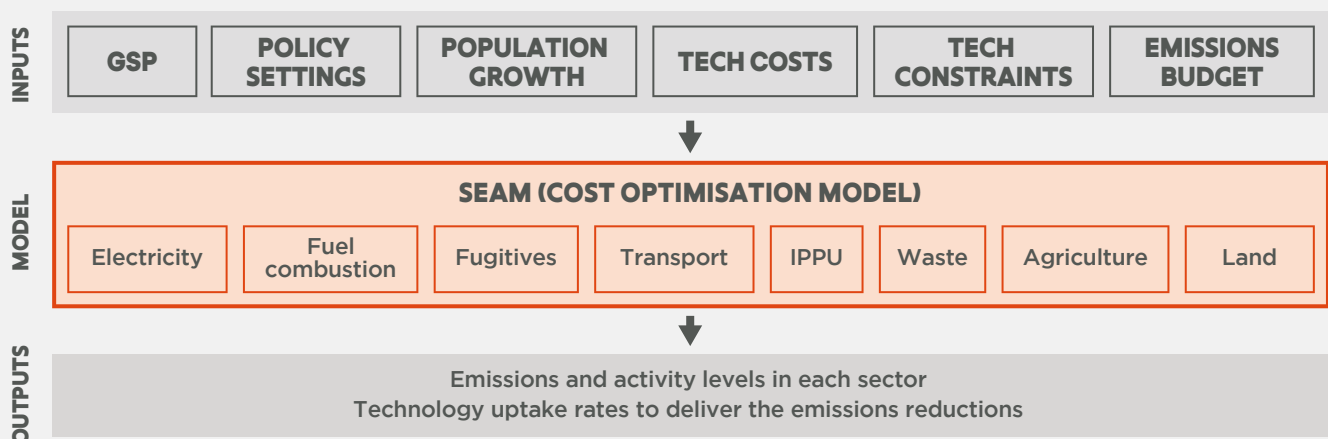 INPUTS
GSP
POLICY
SETTINGS
POPULATION
GROWTH
TECH COSTS
TECH
CONSTRAINTS
EMISSIONS
BUDGET
MODEL
SEAM (COST OPTIMISATION MODEL)
Electricity
Fuel
combustion
Fugitives
Transport
IPPU
Waste
Agriculture
Land
OUTPUTS
Emissions and activity levels in each sector
Technology uptake rates to deliver the emissions reductions